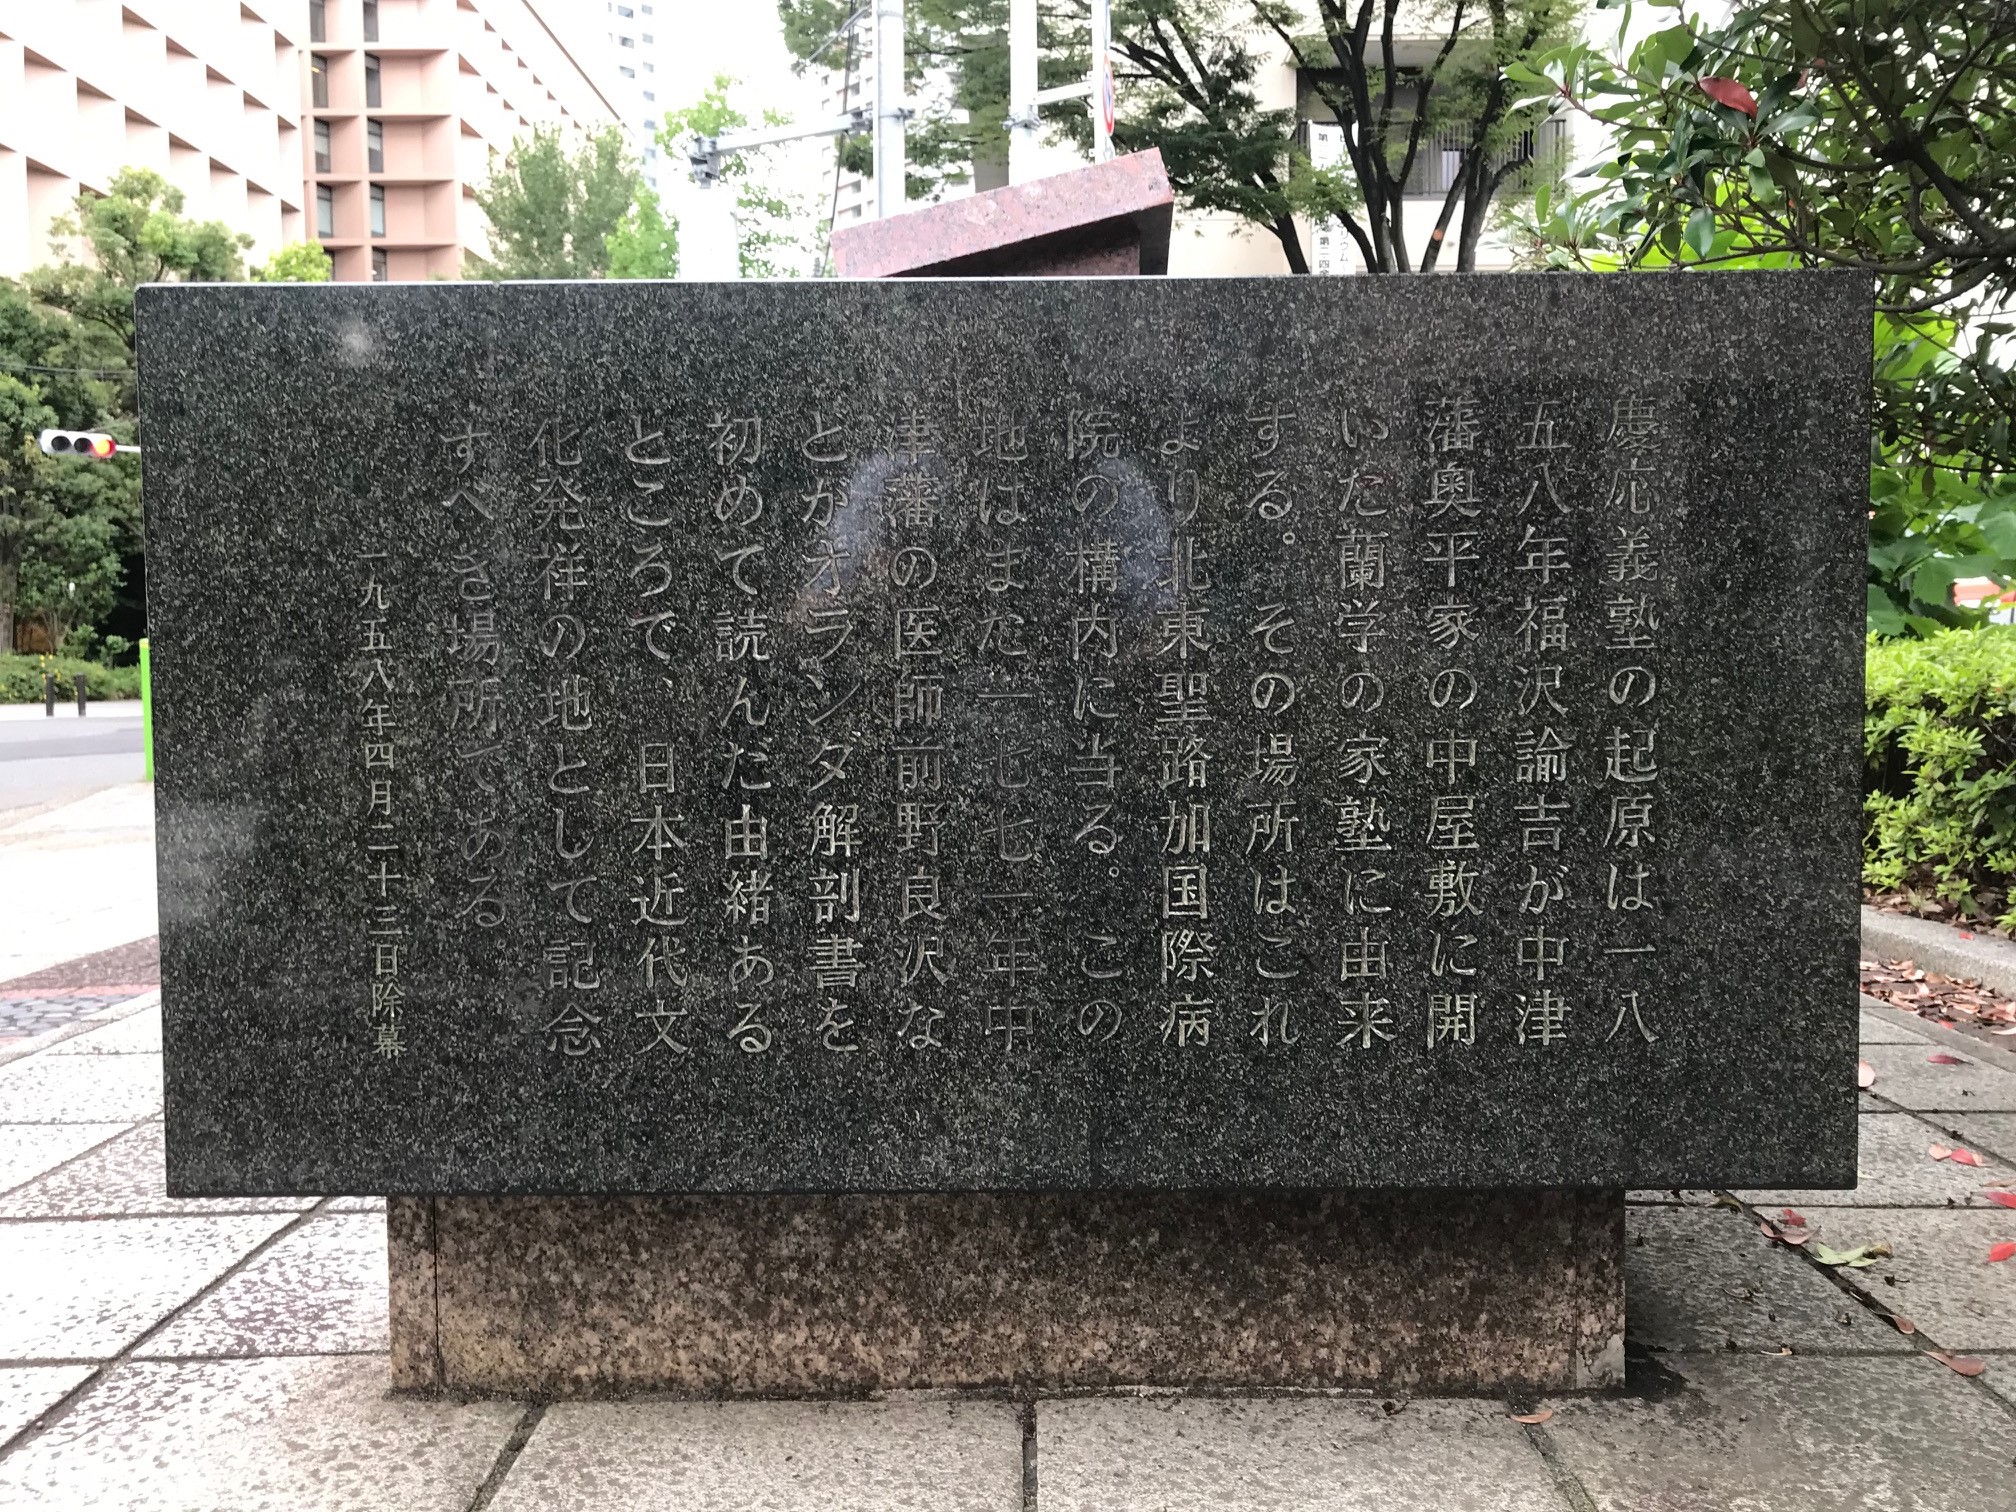 慶応義塾の起原は一八
五八年福沢諭吉が中津
藩奥平家の中屋敷に開
いた蘭学の家塾に由来
する。その場所はこれ
より北東聖路加国際病
院の構内に当る。この
地はまた一七七一年中
津藩の医師前野良沢な
どがオランダ解剖書を
初めて読んだ由緒ある
ところで、日本近代文
化発祥の地として記念
すべき場所である。
一九五八年四月二十三日除幕